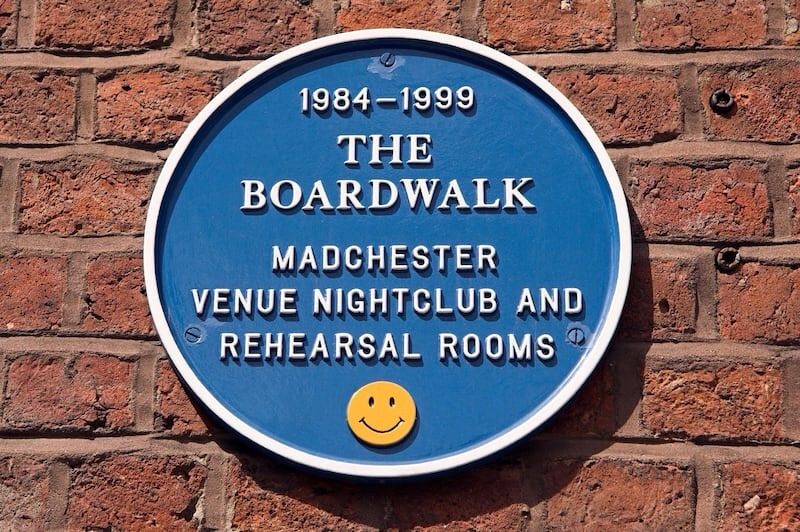 1984–1999
THE
BOARDWALK
MADCHESTER
VENUE NIGHTCLUB AND
REHEARSAL ROOMS